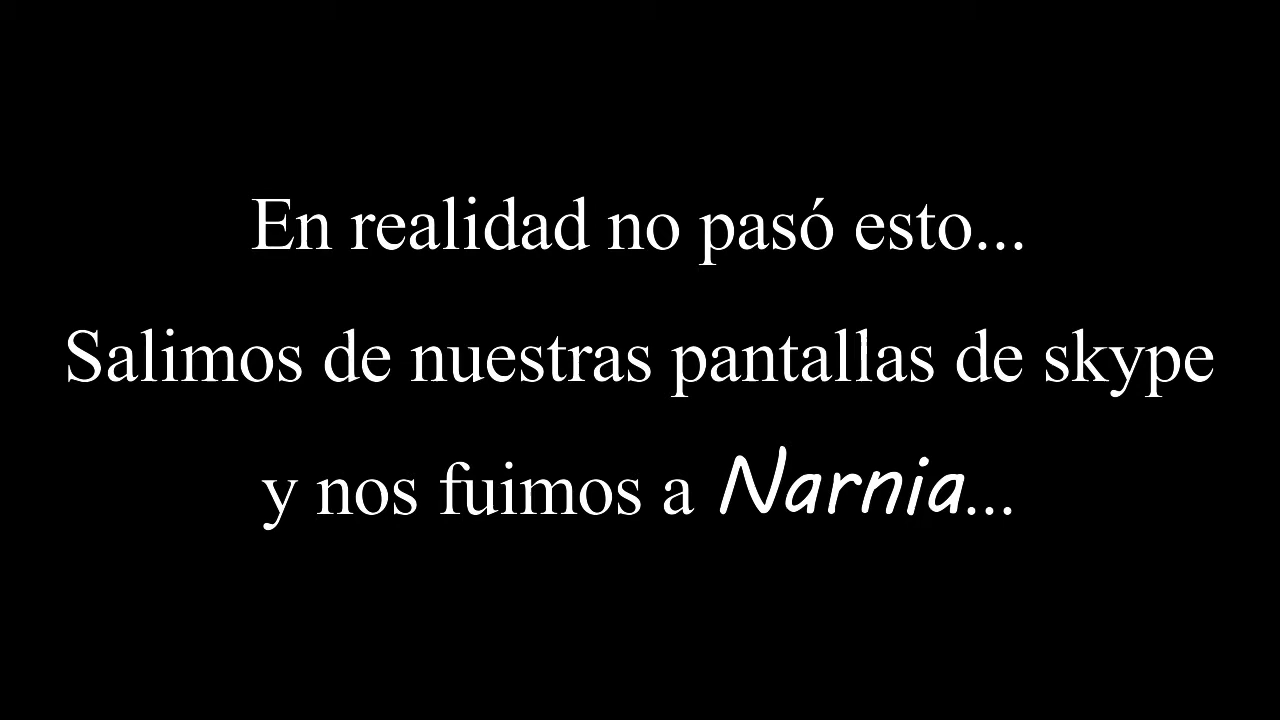 En realidad no pasó esto...
Salimos de nuestras pantallas de skype
y nos fuimos a Narnia...